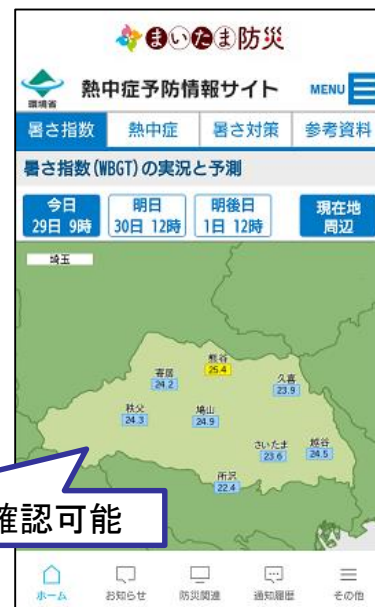 まいたま防災
環境省
熱中症予防情報サイト
MENU
暑さ指数 熱中症 暑さ対策 参考資料
暑さ指数(WBGT)の実況と予測
今日
29日 9時
明日
30日 12時
明後日
1日 12時
現在地
周辺
埼玉
熊谷
25.4
寄居
24.2
久喜
23.9
秩父
24.3
鳩山
24.9
さいたま
23.6
越谷
24.5
所沢
22.4
確認可能
ホーム お知らせ 防災関連 通知履歴 その他